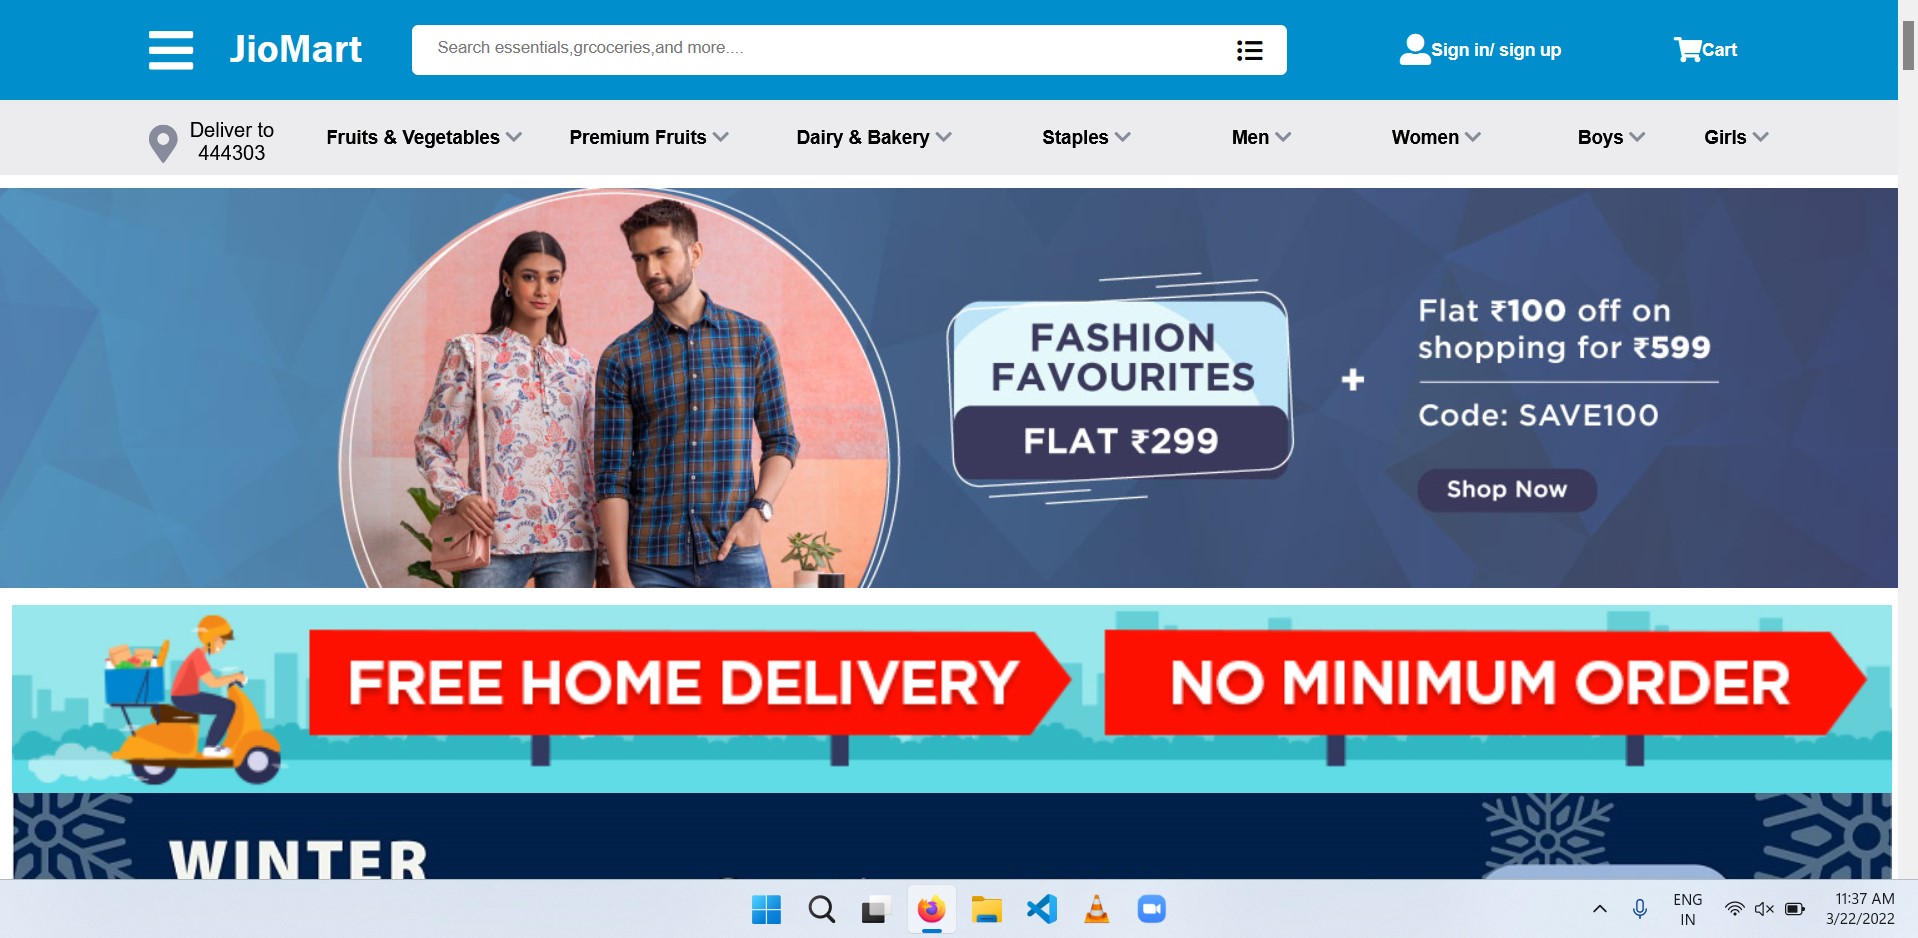 JioMart
Search essentials,grcoceries,and more....
Sign in/ sign up
Cart
Deliver to
444303
Fruits & Vegetables
Premium Fruits
Dairy & Bakery
Staples
Men
Women
Boys
Girls
FASHION
FAVOURITES
FLAT ₹299
+
Flat ₹100 off on
shopping for ₹599
Code: SAVE100
Shop Now
FREE HOME DELIVERY
NO MINIMUM ORDER
WINTER
ENG
IN
11:37 AM
3/22/2022